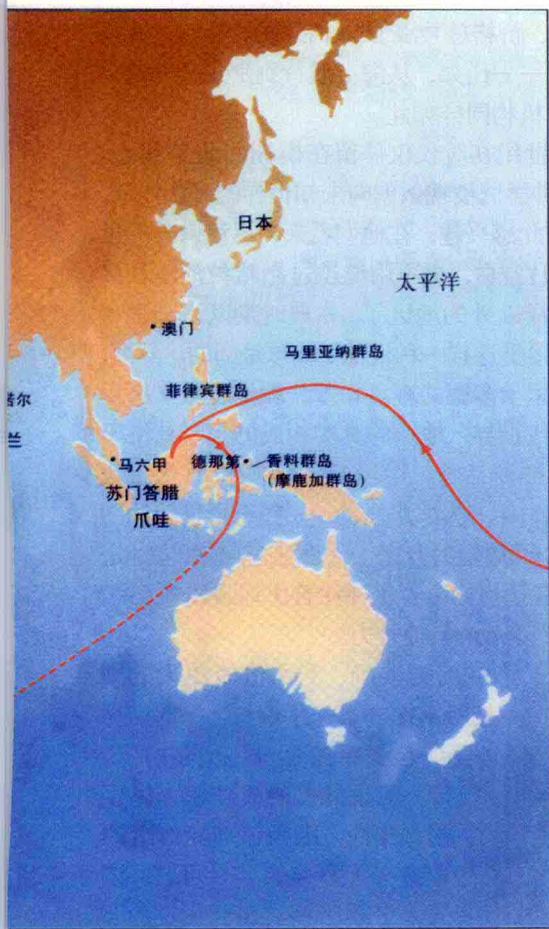 日本
太平洋
澳门
马里亚纳群岛
菲律宾群岛
兰
马六甲
德那第
香料群岛
(摩鹿加群岛)
苏门答腊
爪哇